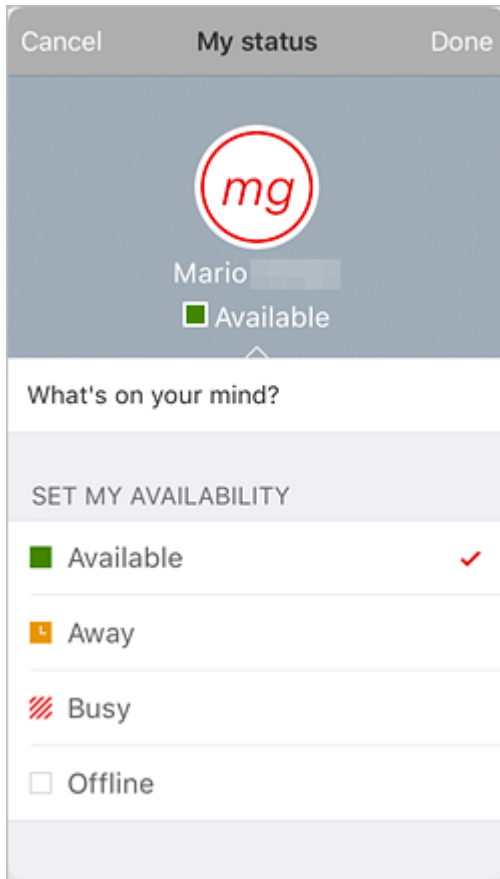 Cancel My status Done
mg
Mario
Available
What's on your mind?
SET MY AVAILABILITY
Available
Away
Busy
Offline